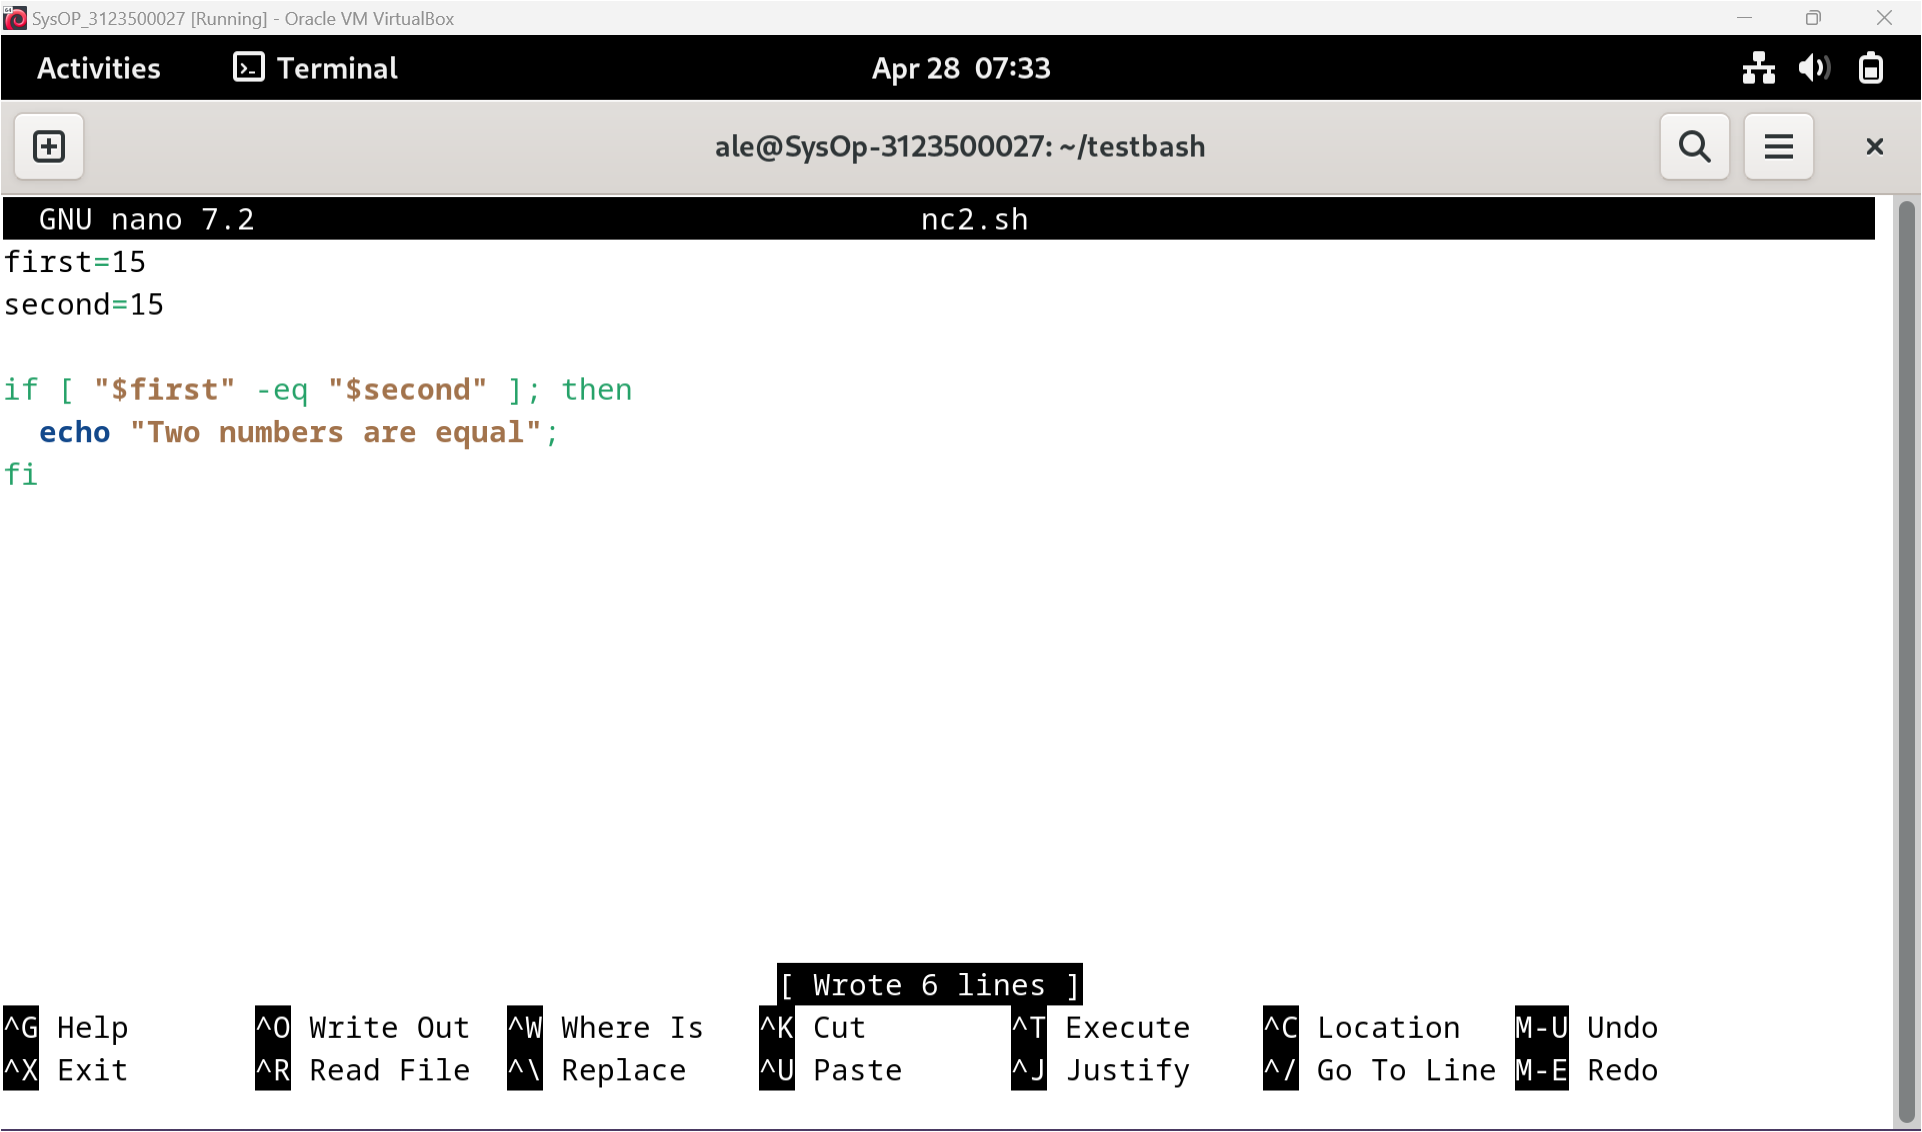 SysOP_3123500027 [Running] - Oracle VM VirtualBox
Activities Terminal Apr 28 07:33
ale@SysOp-3123500027: ~/testbash
GNU nano 7.2 nc2.sh
first=15
second=15
if [ "$first" -eq "$second" ]; then
  echo "Two numbers are equal";
fi
[ Wrote 6 lines ]
^G Help ^O Write Out ^W Where Is ^K Cut ^T Execute ^C Location M-U Undo
^X Exit ^R Read File ^\ Replace ^U Paste ^J Justify ^/ Go To Line M-E Redo